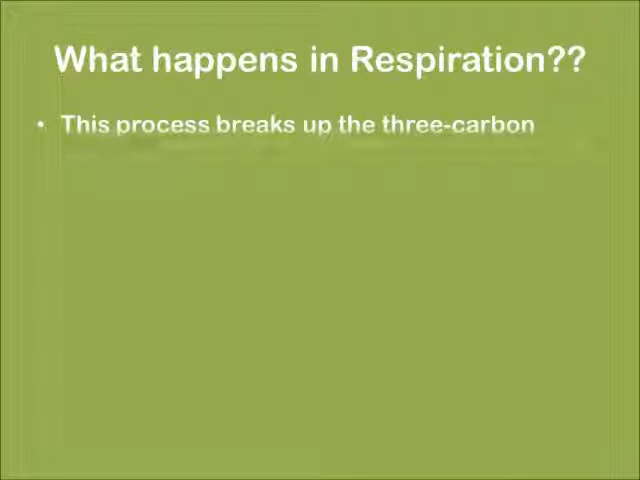 What happens in Respiration??
• This process breaks up the three-carbon